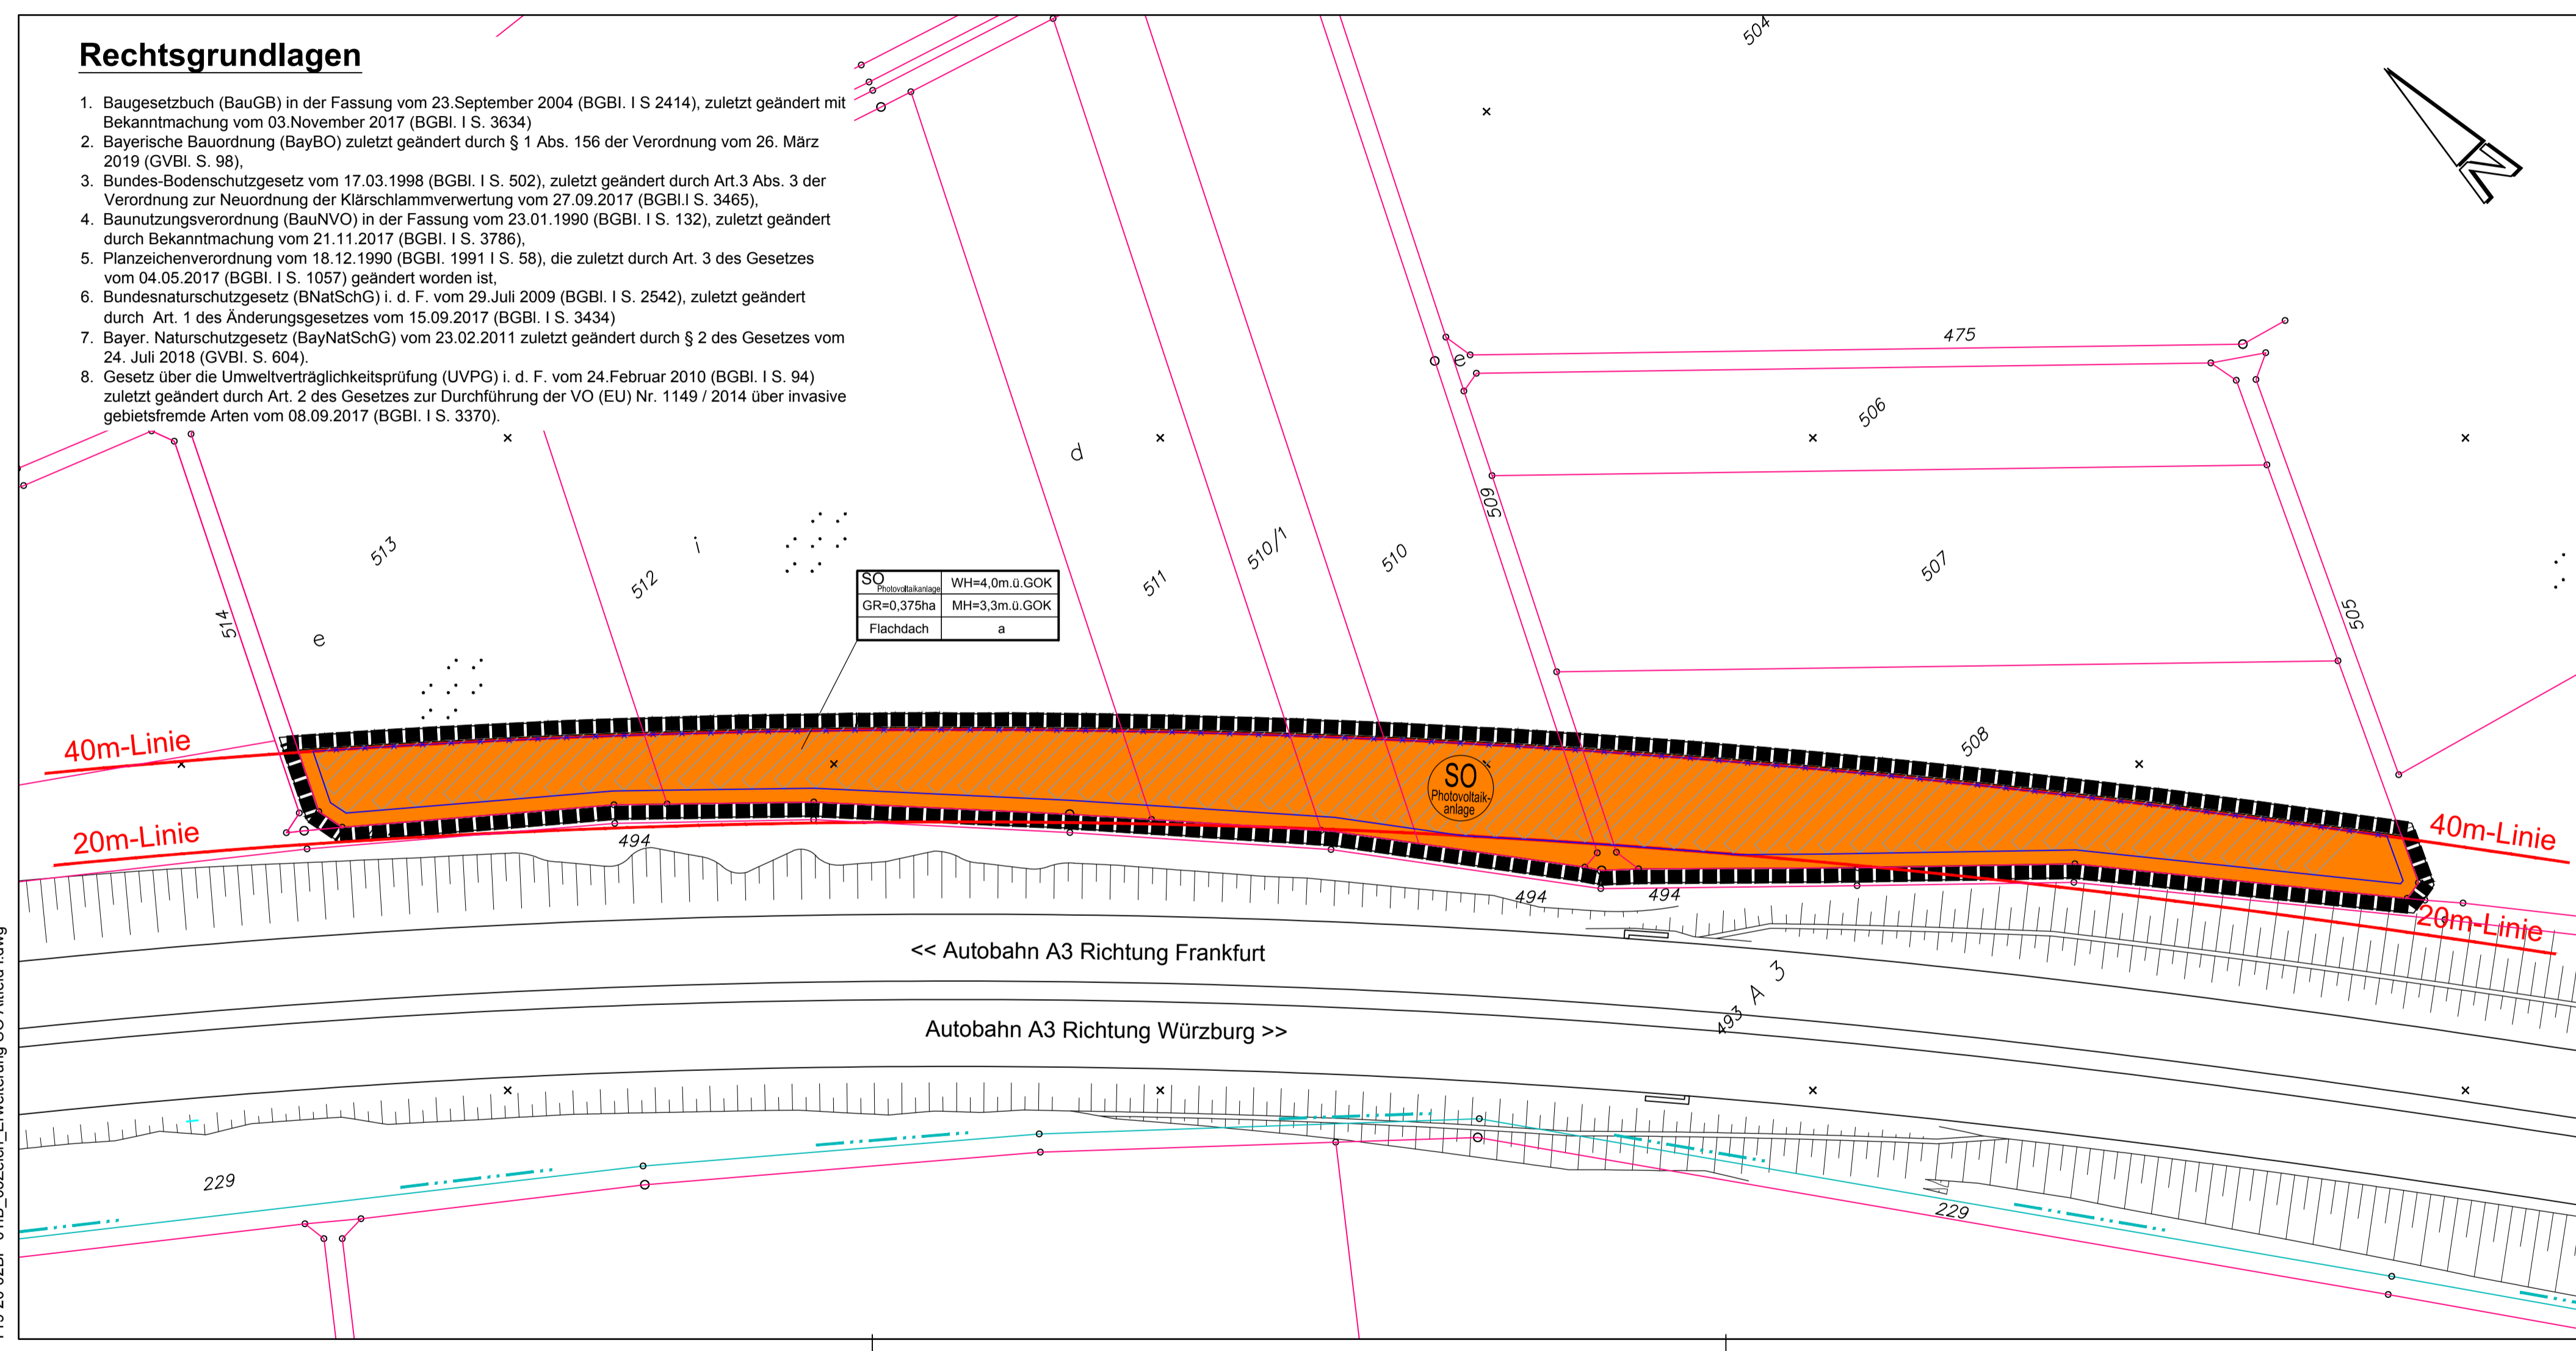 Rechtsgrundlagen
1. Baugesetzbuch (BauGB) in der Fassung vom 23.September 2004 (BGBl. I S 2414), zuletzt geändert mit
Bekanntmachung vom 03.November 2017 (BGBl. I S. 3634)
2. Bayerische Bauordnung (BayBO) zuletzt geändert durch § 1 Abs. 156 der Verordnung vom 26. März
2019 (GVBl. S. 98),
3. Bundes-Bodenschutzgesetz vom 17.03.1998 (BGBl. I S. 502), zuletzt geändert durch Art.3 Abs. 3 der
Verordnung zur Neuordnung der Klärschlammverwertung vom 27.09.2017 (BGBl.I S. 3465),
4. Baunutzungsverordnung (BauNVO) in der Fassung vom 23.01.1990 (BGBl. I S. 132), zuletzt geändert
durch Bekanntmachung vom 21.11.2017 (BGBl. I S. 3786),
5. Planzeichenverordnung vom 18.12.1990 (BGBl. 1991 I S. 58), die zuletzt durch Art. 3 des Gesetzes
vom 04.05.2017 (BGBl. I S. 1057) geändert worden ist,
6. Bundesnaturschutzgesetz (BNatSchG) i. d. F. vom 29.Juli 2009 (BGBl. I S. 2542), zuletzt geändert
durch Art. 1 des Änderungsgesetzes vom 15.09.2017 (BGBl. I S. 3434)
7. Bayer. Naturschutzgesetz (BayNatSchG) vom 23.02.2011 zuletzt geändert durch § 2 des Gesetzes vom
24. Juli 2018 (GVBl. S. 604).
8. Gesetz über die Umweltverträglichkeitsprüfung (UVPG) i. d. F. vom 24.Februar 2010 (BGBl. I S. 94)
zuletzt geändert durch Art. 2 des Gesetzes zur Durchführung der VO (EU) Nr. 1149 / 2014 über invasive
gebietsfremde Arten vom 08.09.2017 (BGBl. I S. 3370).
504
N
475
e
506
d
509
513
i
512
511
510/1
510
507
514
e
505
SO Photovoltaikanlage WH=4,0m.ü.GOK
GR=0,375ha MH=3,3m.ü.GOK
Flachdach a
508
40m-Linie
SO
Photovoltaik-
anlage
20m-Linie
40m-Linie
494
494
494
20m-Linie
<< Autobahn A3 Richtung Frankfurt
493 A 3
Autobahn A3 Richtung Würzburg >>
229
229